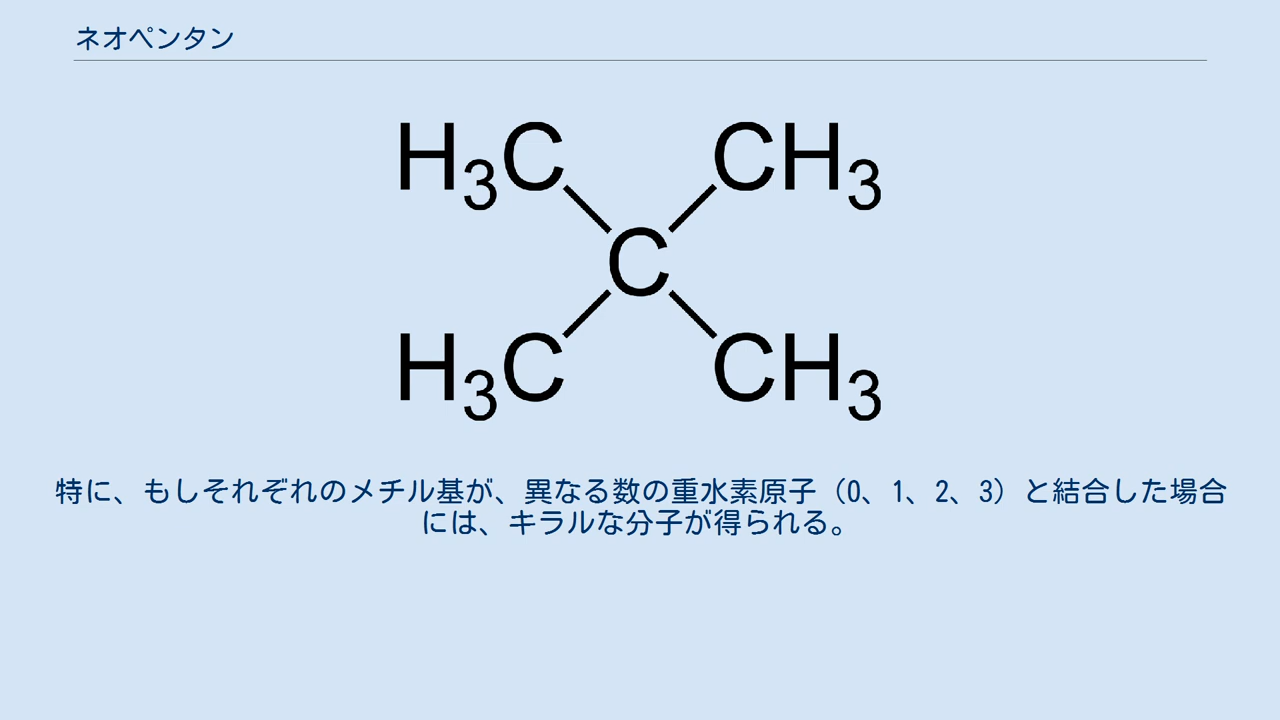 ネオペンタン
H3C CH3
C
H3C CH3
特に、もしそれぞれのメチル基が、異なる数の重水素原子（0、1、2、3）と結合した場合
には、キラルな分子が得られる。